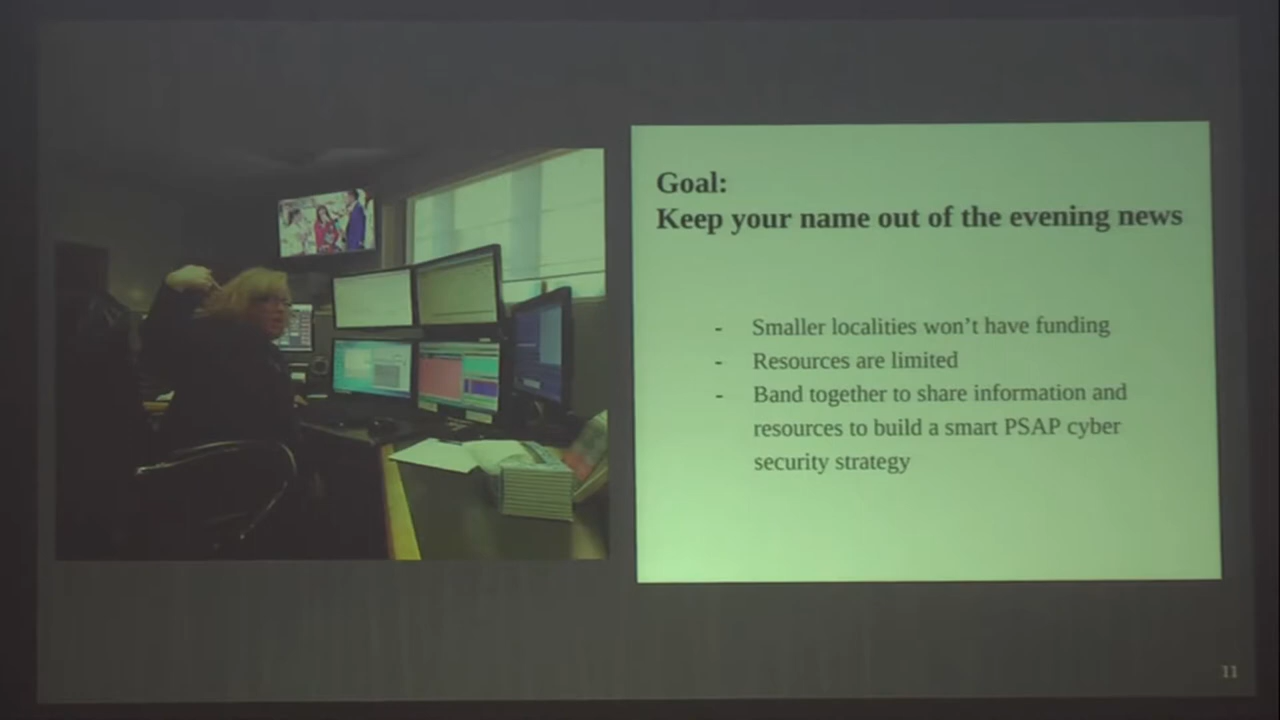 Goal:
Keep your name out of the evening news
- Smaller localities won't have funding
- Resources are limited
- Band together to share information and
resources to build a smart PSAP cyber
security strategy
11